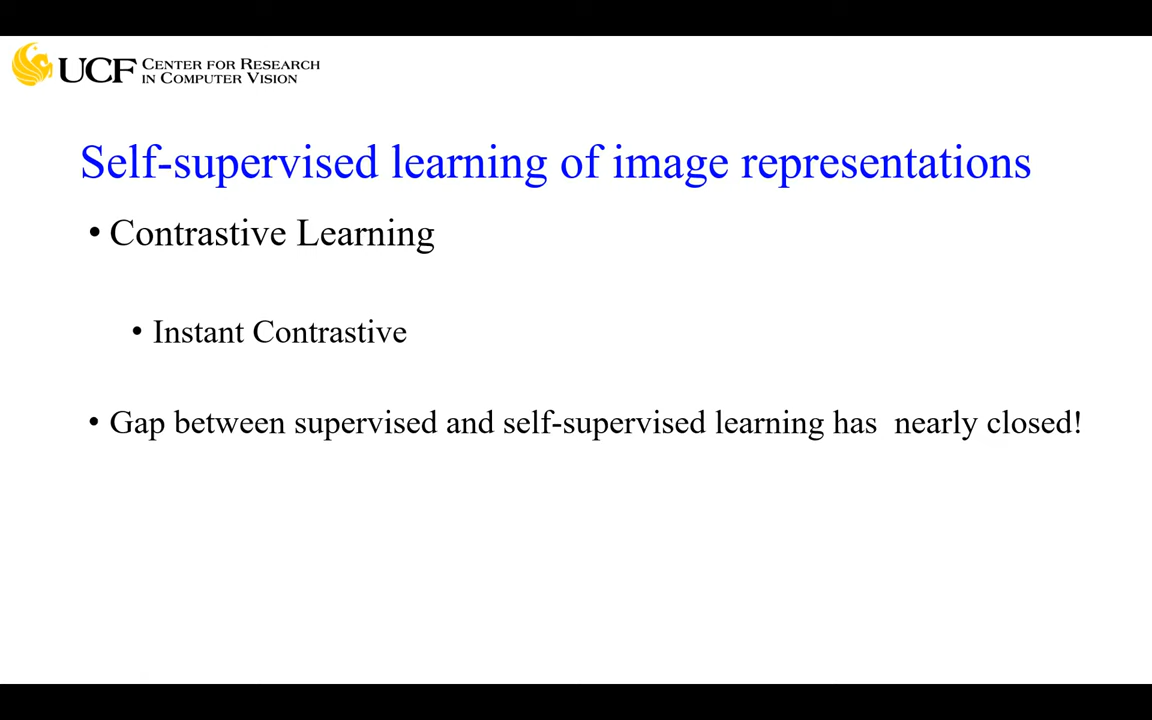 UCF CENTER FOR RESEARCH
IN COMPUTER VISION
Self-supervised learning of image representations
• Contrastive Learning
• Instant Contrastive
• Gap between supervised and self-supervised learning has  nearly closed!